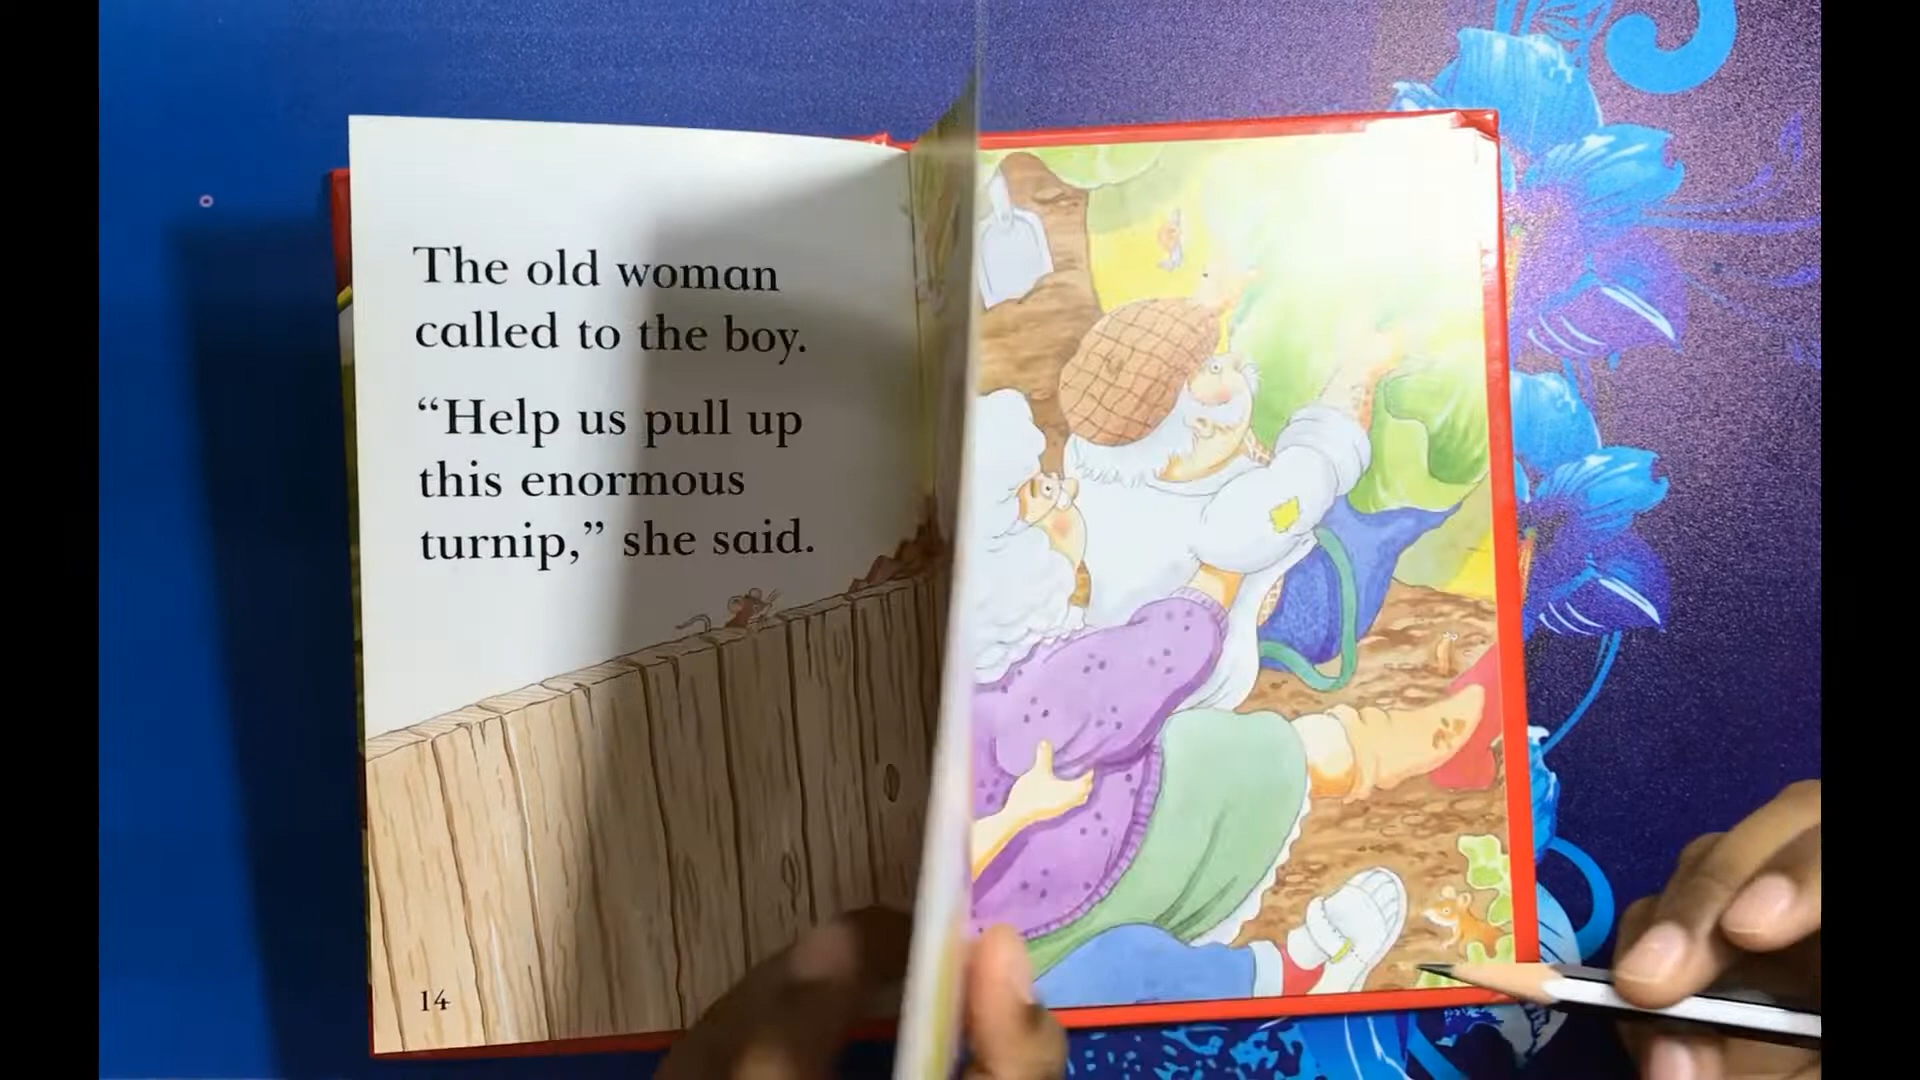 The old woman
called to the boy.
“Help us pull up
this enormous
turnip,” she said.
14